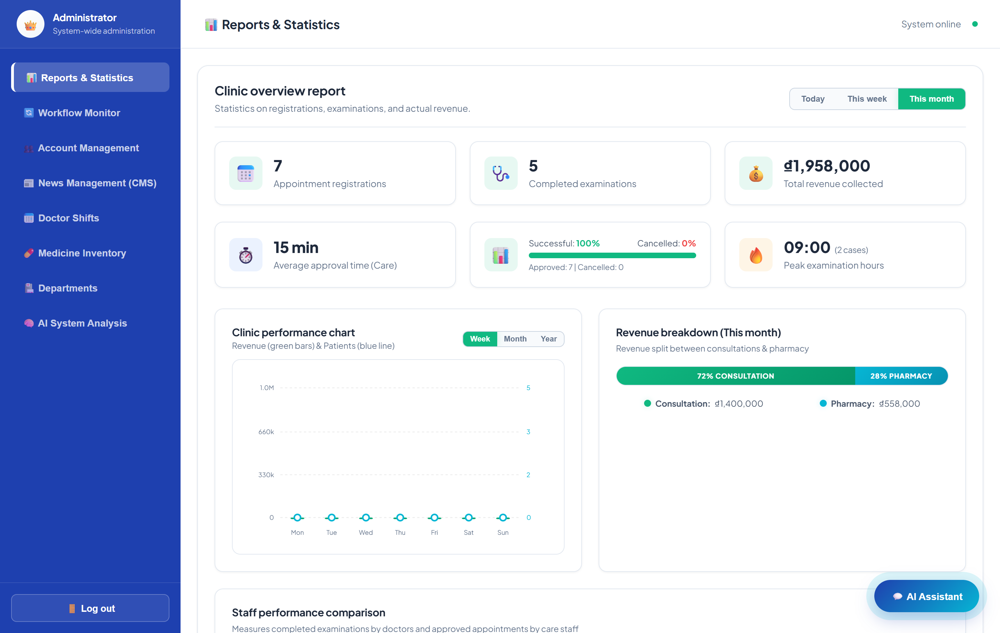 Administrator
System-wide administration
Reports & Statistics
Workflow Monitor
Account Management
News Management (CMS)
Doctor Shifts
Medicine Inventory
Departments
AI System Analysis
Log out
Reports & Statistics
System online
Clinic overview report
Statistics on registrations, examinations, and actual revenue.
Today This week This month
7
Appointment registrations
5
Completed examinations
₫1,958,000
Total revenue collected
15 min
Average approval time (Care)
Successful: 100% Cancelled: 0%
Approved: 7 | Cancelled: 0
09:00 (2 cases)
Peak examination hours
Clinic performance chart
Revenue (green bars) & Patients (blue line)
Week Month Year
1.0M 5
660k 3
330k 2
0 0
Mon Tue Wed Thu Fri Sat Sun
Revenue breakdown (This month)
Revenue split between consultations & pharmacy
72% CONSULTATION 28% PHARMACY
Consultation: ₫1,400,000 Pharmacy: ₫558,000
Staff performance comparison
Measures completed examinations by doctors and approved appointments by care staff
AI Assistant